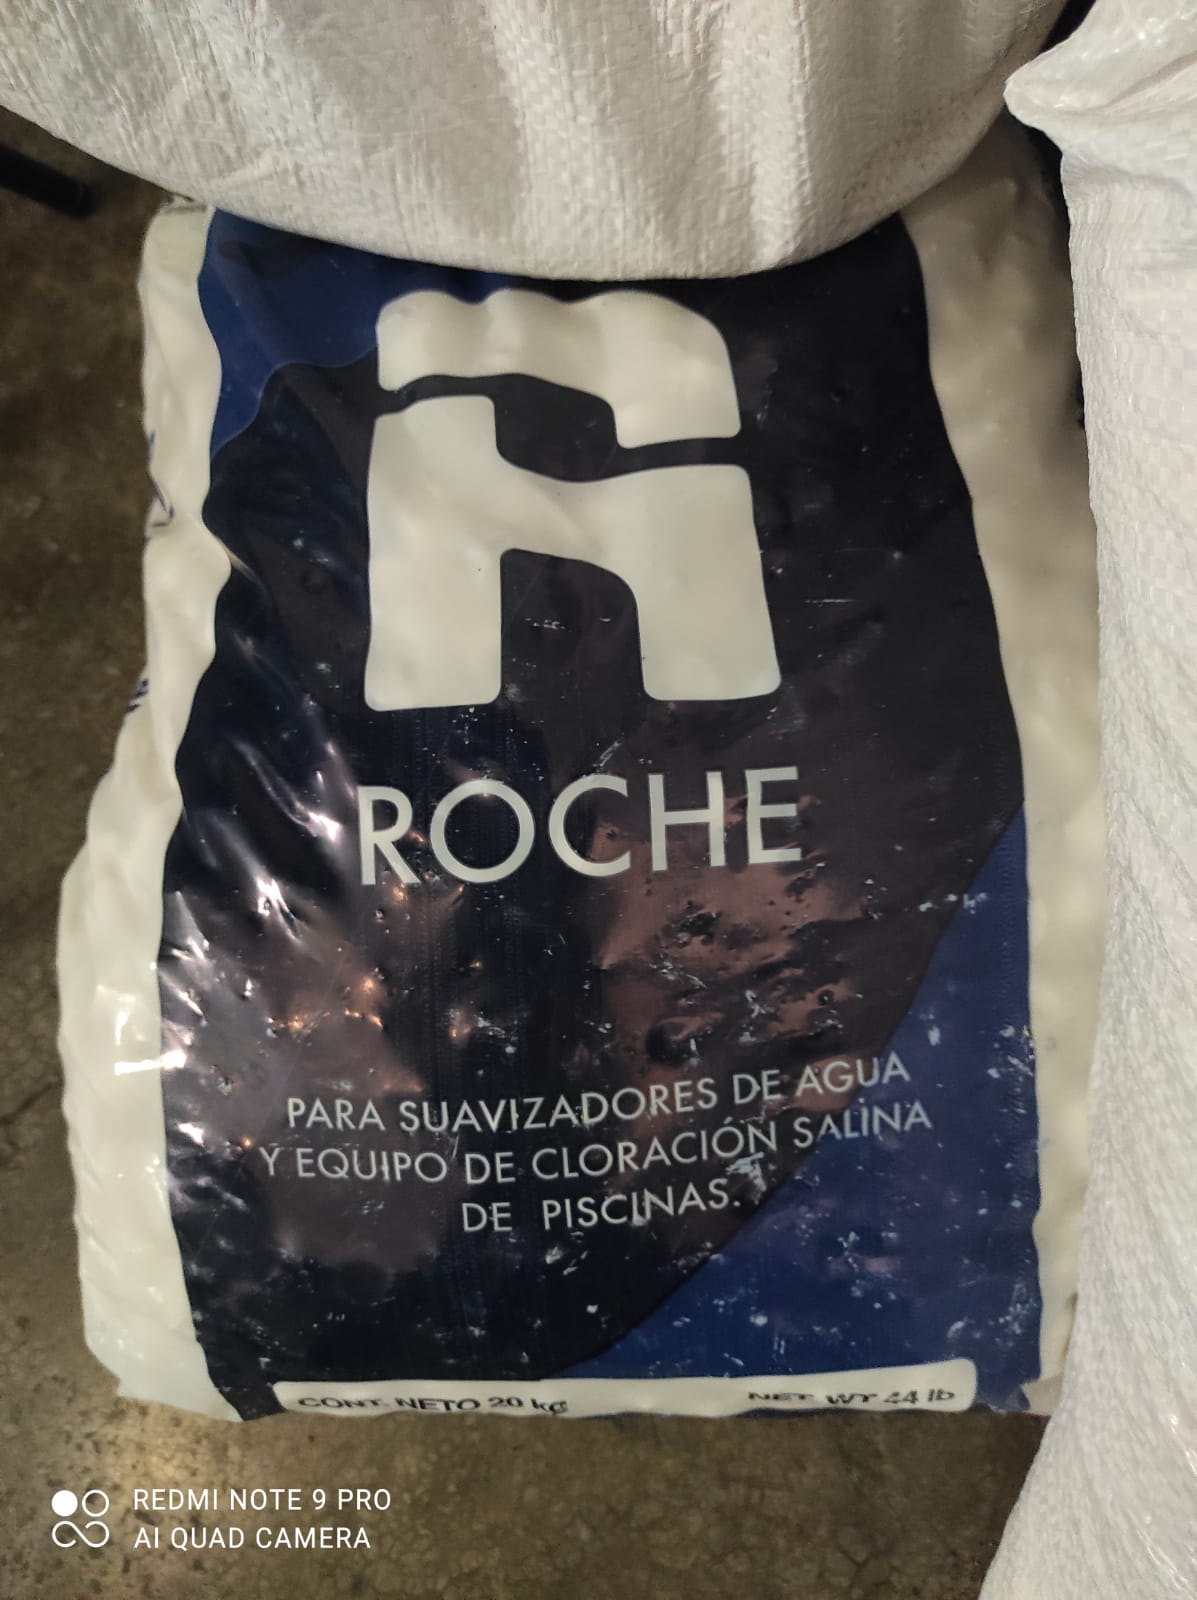 ROCHE
PARA SUAVIZADORES DE AGUA
Y EQUIPO DE CLORACIÓN SALINA
DE PISCINAS.
CONT. NETO 20 kg
NET. WT 44 lb
REDMI NOTE 9 PRO
AI QUAD CAMERA